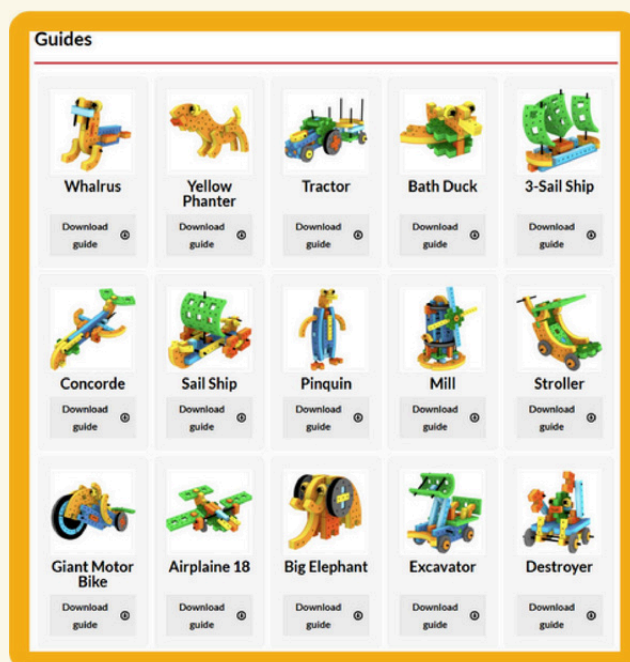 Guides
Whalrus
Yellow
Phanter
Tractor
Bath Duck
3-Sail Ship
Download
guide
Download
guide
Download
guide
Download
guide
Download
guide
Concorde
Sail Ship
Pinquin
Mill
Stroller
Download
guide
Download
guide
Download
guide
Download
guide
Download
guide
Giant Motor
Bike
Airplaine 18
Big Elephant
Excavator
Destroyer
Download
guide
Download
guide
Download
guide
Download
guide
Download
guide